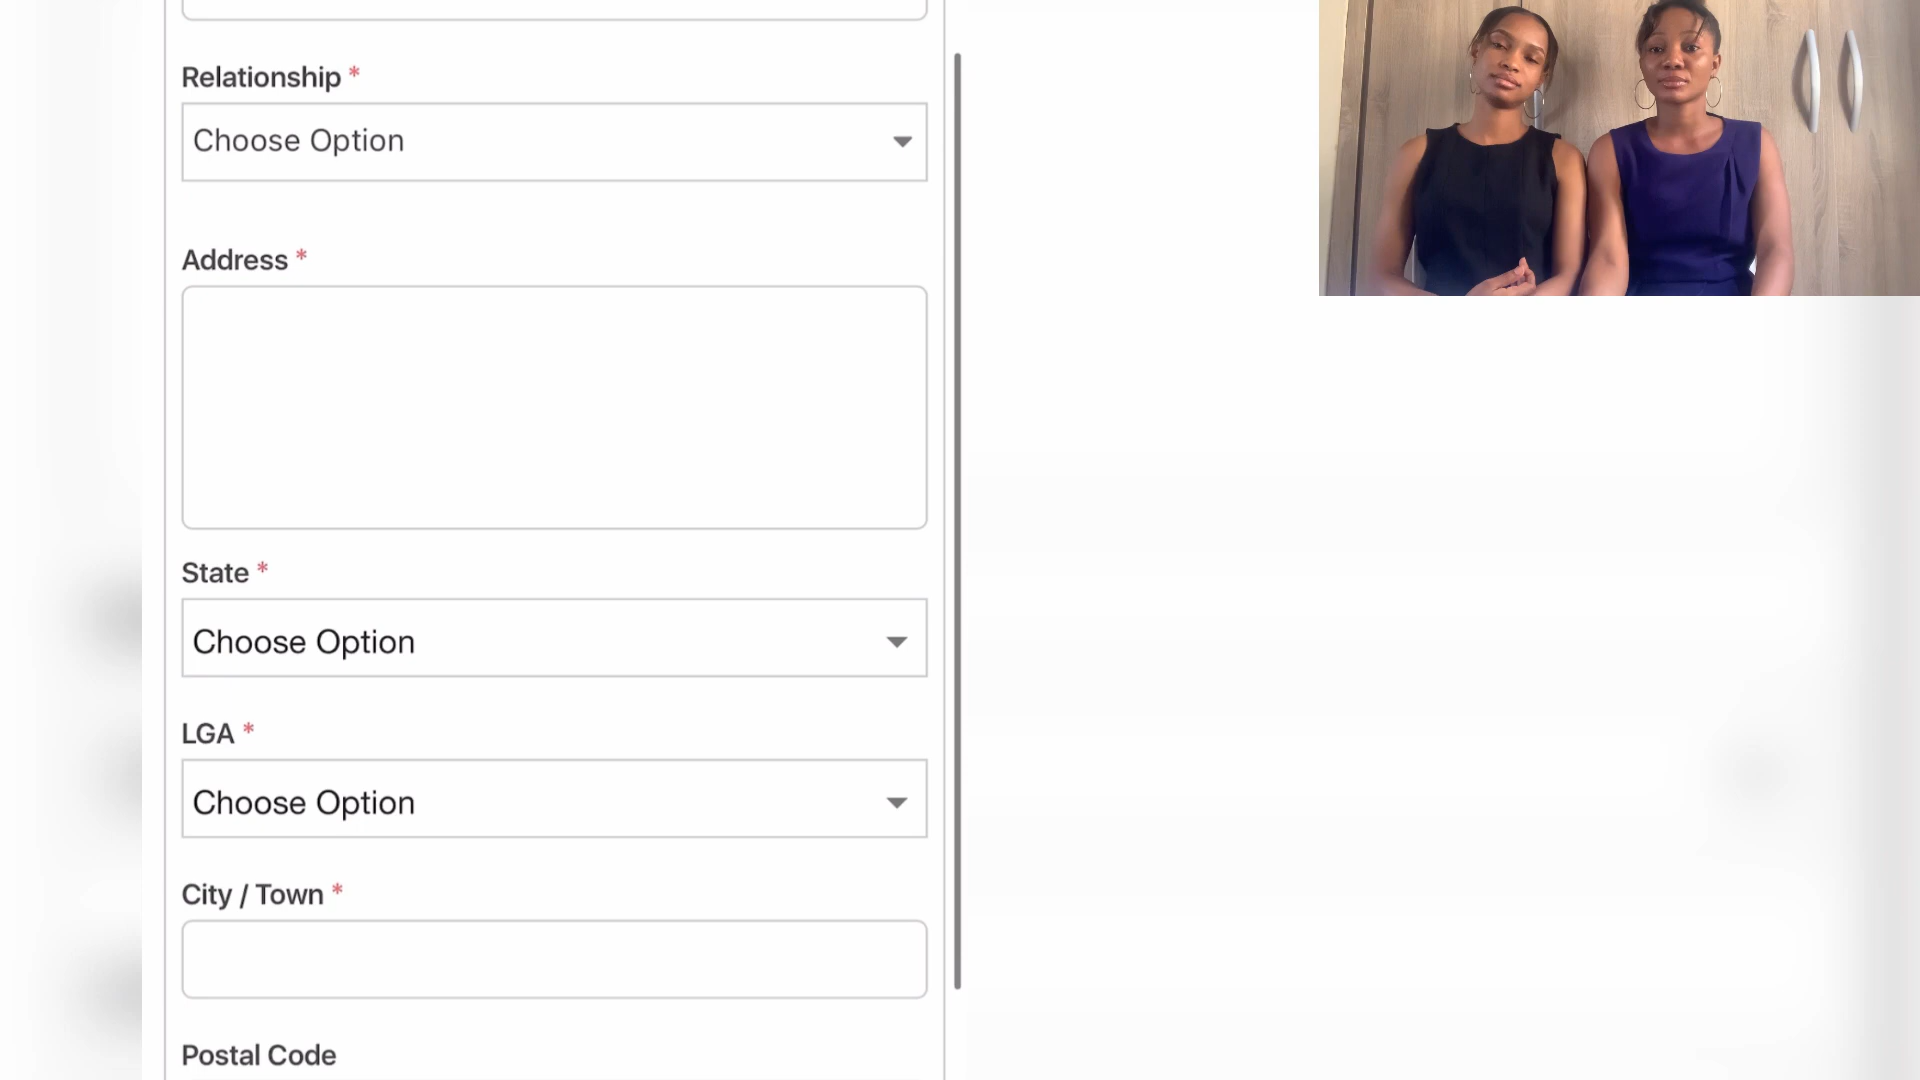 Relationship *
Choose Option
Address *
State *
Choose Option
LGA *
Choose Option
City / Town *
Postal Code